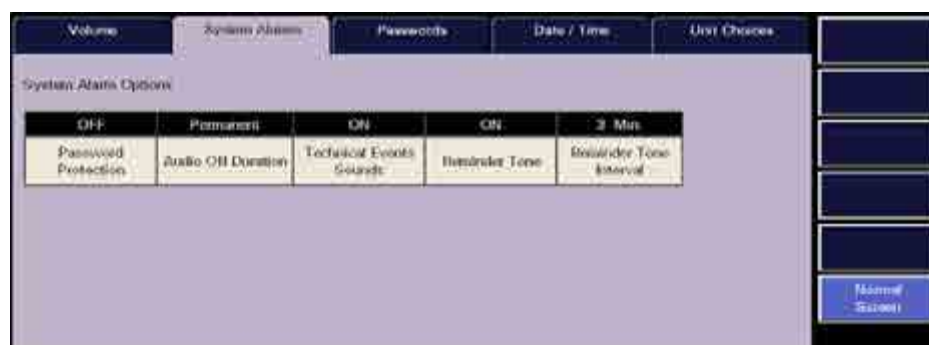 Volume
System Alarms
Passwords
Date / Time
Unit Choices
System Alarm Options
OFF
Permanent
ON
ON
3 Min
Password
Protection
Audio Off Duration
Technical Events
Sounds
Reminder Tone
Reminder Tone
Interval
Normal
Screen